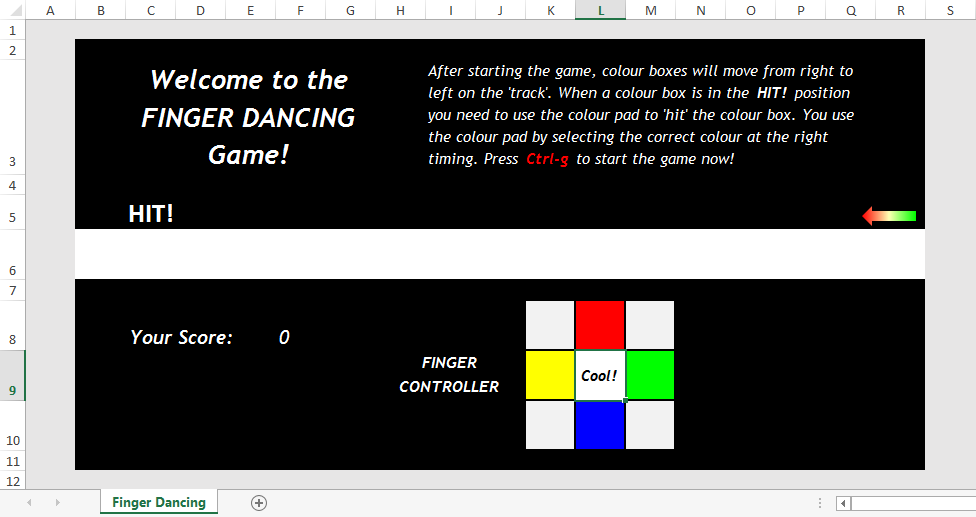 A B C D E F G H I J K L M N O P Q R S
1
2
3
Welcome to the
FINGER DANCING
Game!
After starting the game, colour boxes will move from right to
left on the 'track'. When a colour box is in the HIT! position
you need to use the colour pad to 'hit' the colour box. You use
the colour pad by selecting the correct colour at the right
timing. Press Ctrl-g to start the game now!
4
5
HIT!
6
7
8
Your Score: 0
9
FINGER
CONTROLLER
Cool!
10
11
12
Finger Dancing